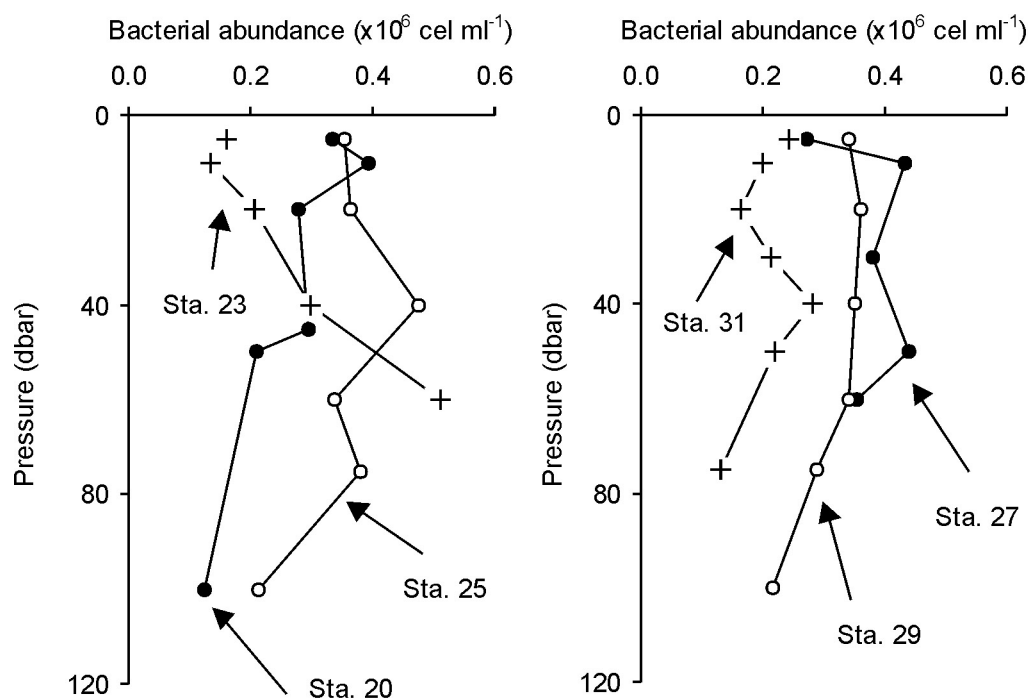 Bacterial abundance (x10⁶ cel ml⁻¹)
0.0 0.2 0.4 0.6
0
40
80
120
Pressure (dbar)
Sta. 23
Sta. 25
Sta. 20
Bacterial abundance (x10⁶ cel ml⁻¹)
0.0 0.2 0.4 0.6
0
40
80
120
Pressure (dbar)
Sta. 31
Sta. 27
Sta. 29